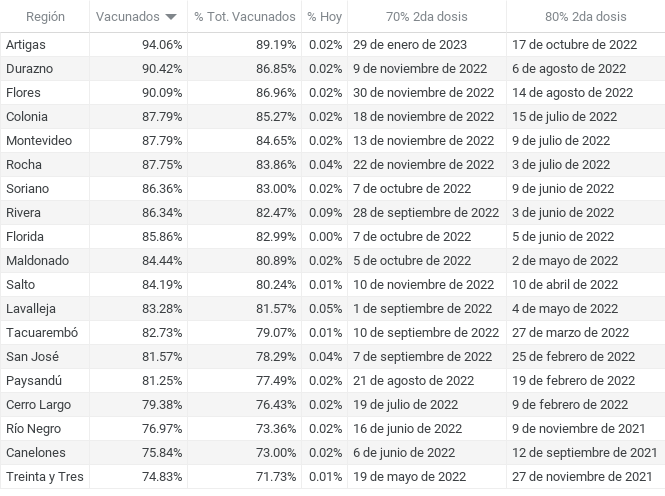 Región Vacunados % Tot. Vacunados % Hoy 70% 2da dosis 80% 2da dosis
Artigas 94.06% 89.19% 0.02% 29 de enero de 2023 17 de octubre de 2022
Durazno 90.42% 86.85% 0.02% 9 de noviembre de 2022 6 de agosto de 2022
Flores 90.09% 86.96% 0.02% 30 de noviembre de 2022 14 de agosto de 2022
Colonia 87.79% 85.27% 0.02% 18 de noviembre de 2022 15 de julio de 2022
Montevideo 87.79% 84.65% 0.02% 13 de noviembre de 2022 9 de julio de 2022
Rocha 87.75% 83.86% 0.04% 22 de noviembre de 2022 3 de julio de 2022
Soriano 86.36% 83.00% 0.02% 7 de octubre de 2022 9 de junio de 2022
Rivera 86.34% 82.47% 0.09% 28 de septiembre de 2022 3 de junio de 2022
Florida 85.86% 82.99% 0.00% 7 de octubre de 2022 5 de junio de 2022
Maldonado 84.44% 80.89% 0.02% 5 de octubre de 2022 2 de mayo de 2022
Salto 84.19% 80.24% 0.01% 10 de noviembre de 2022 10 de abril de 2022
Lavalleja 83.28% 81.57% 0.05% 1 de septiembre de 2022 4 de mayo de 2022
Tacuarembó 82.73% 79.07% 0.01% 10 de septiembre de 2022 27 de marzo de 2022
San José 81.57% 78.29% 0.04% 7 de septiembre de 2022 25 de febrero de 2022
Paysandú 81.25% 77.49% 0.02% 21 de agosto de 2022 19 de febrero de 2022
Cerro Largo 79.38% 76.43% 0.02% 19 de julio de 2022 9 de febrero de 2022
Río Negro 76.97% 73.36% 0.02% 16 de junio de 2022 9 de noviembre de 2021
Canelones 75.84% 73.00% 0.02% 6 de junio de 2022 12 de septiembre de 2021
Treinta y Tres 74.83% 71.73% 0.01% 19 de mayo de 2022 27 de noviembre de 2021